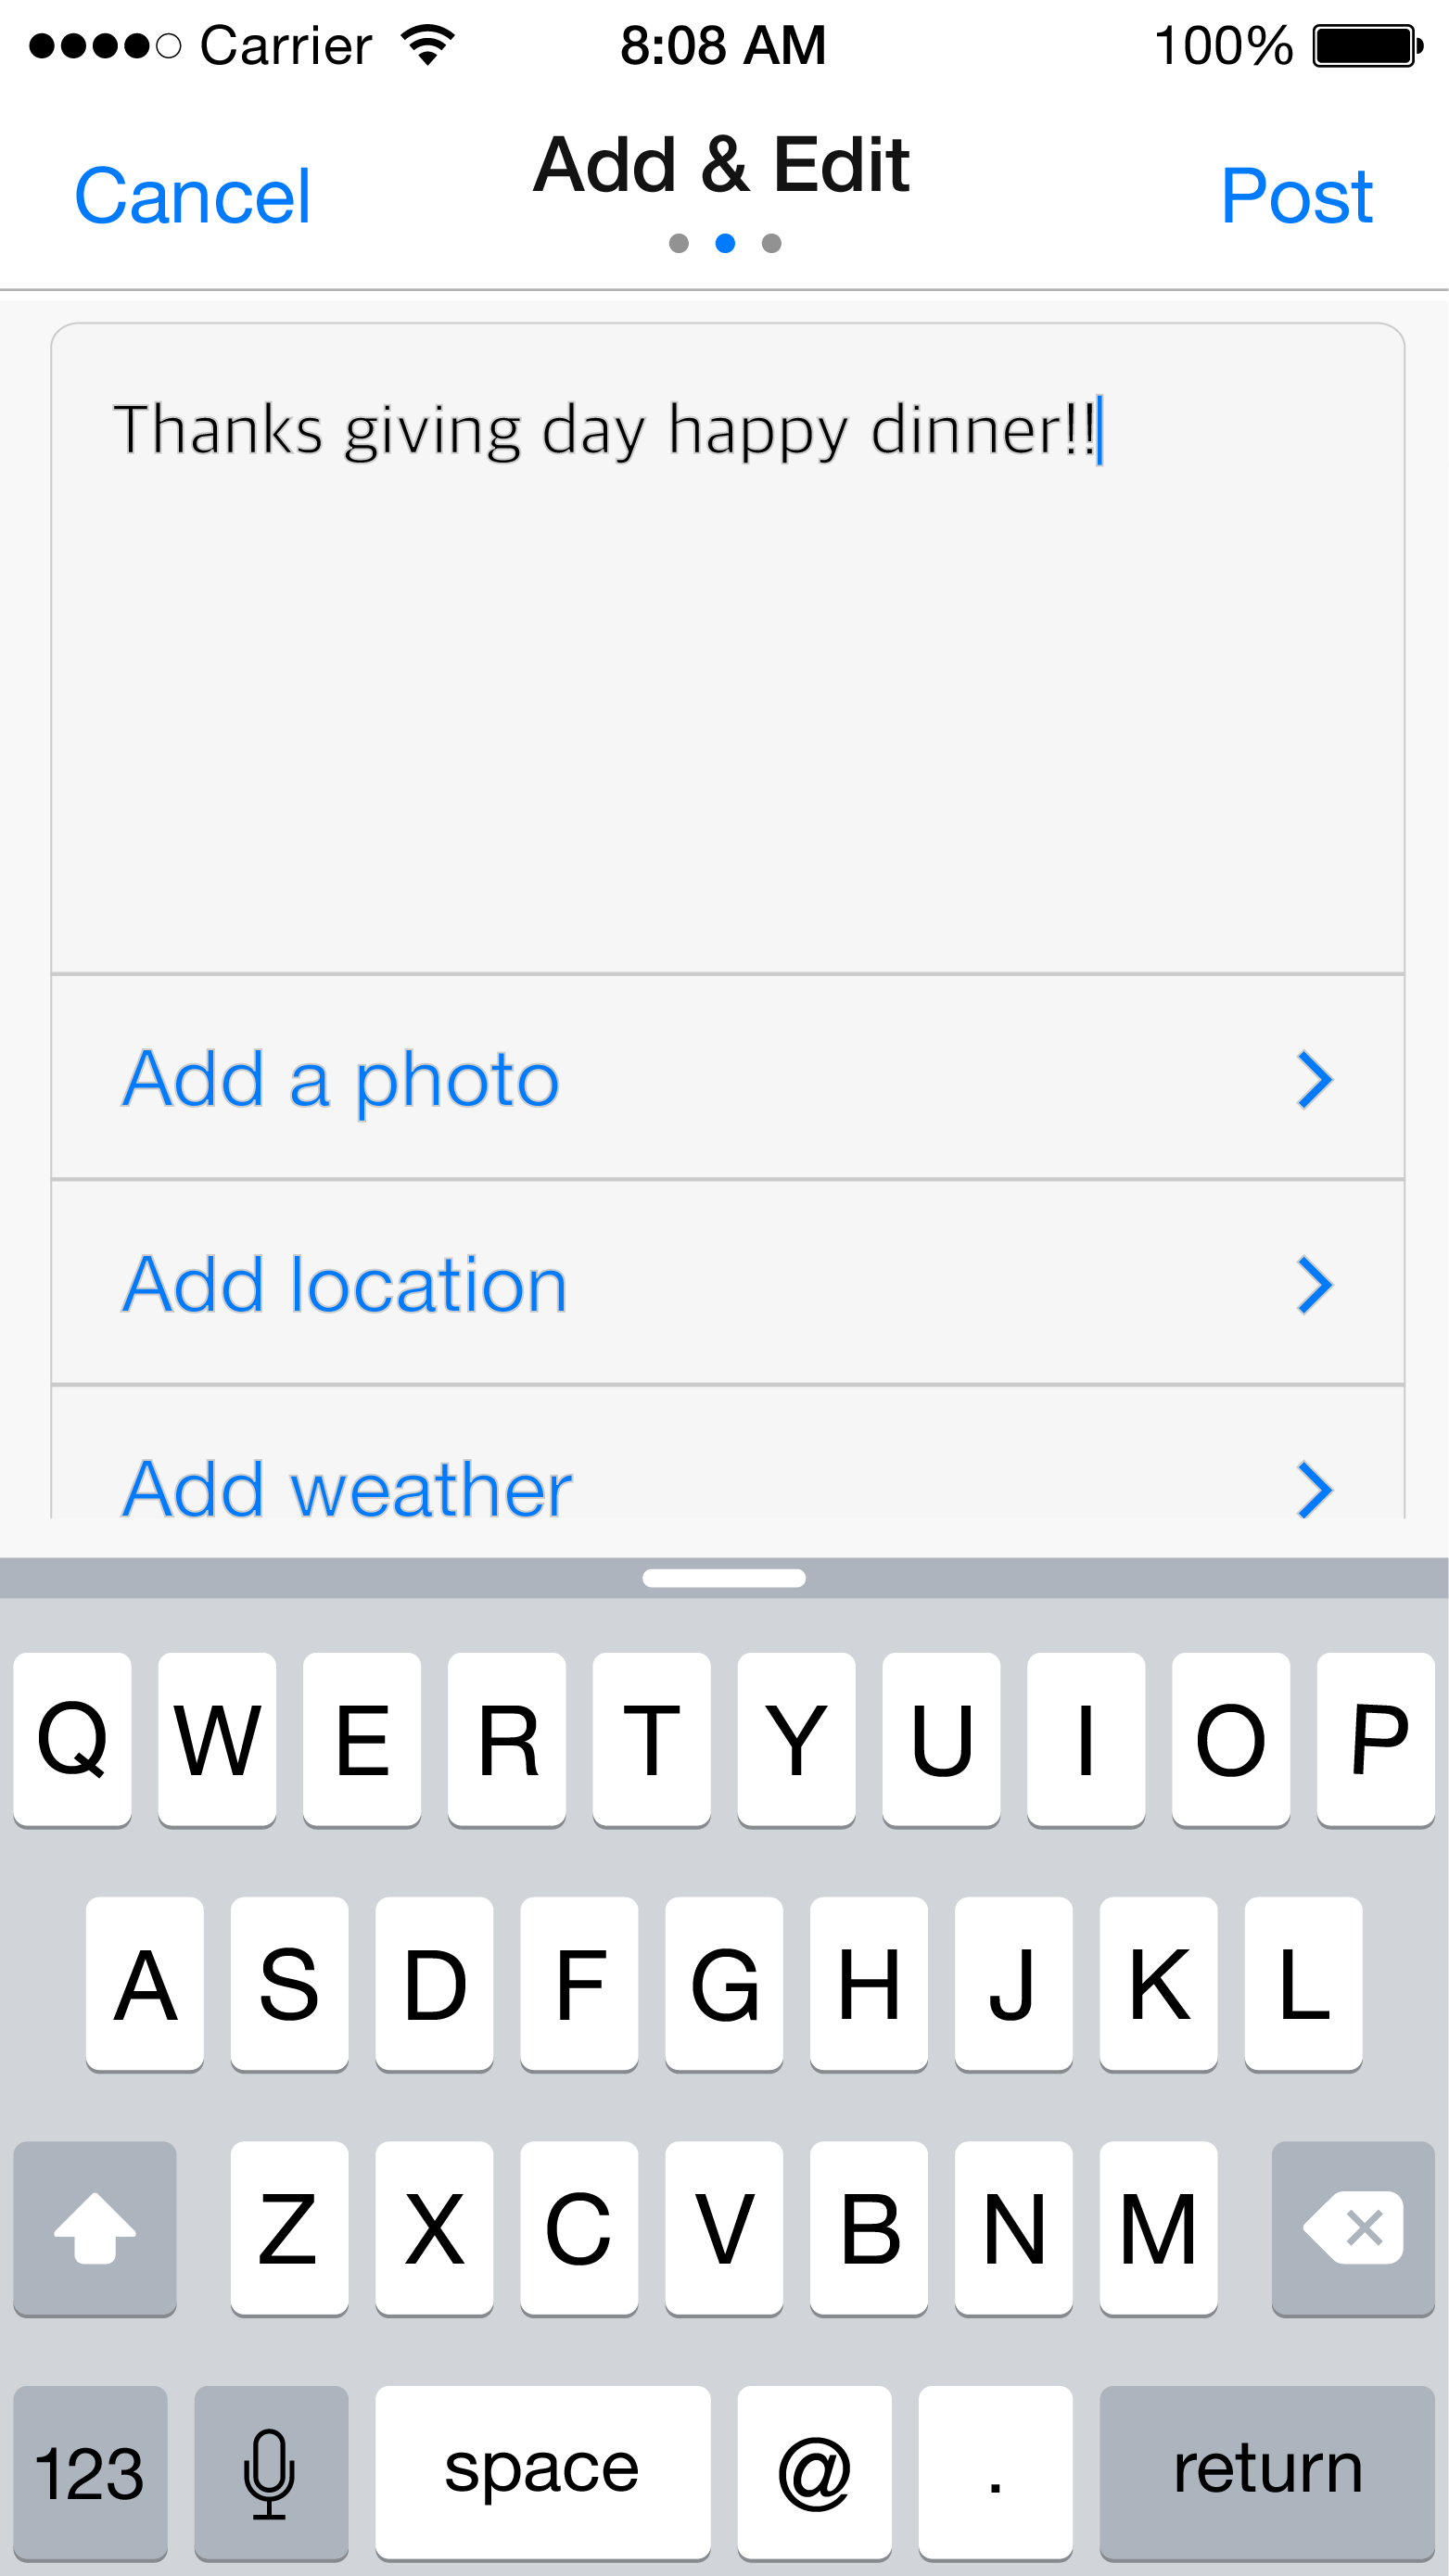 Carrier 8:08 AM 100%
Cancel Add & Edit Post
Thanks giving day happy dinner!!
Add a photo
Add location
Add weather
Q W E R T Y U I O P
A S D F G H J K L
Z X C V B N M
123 space @ . return